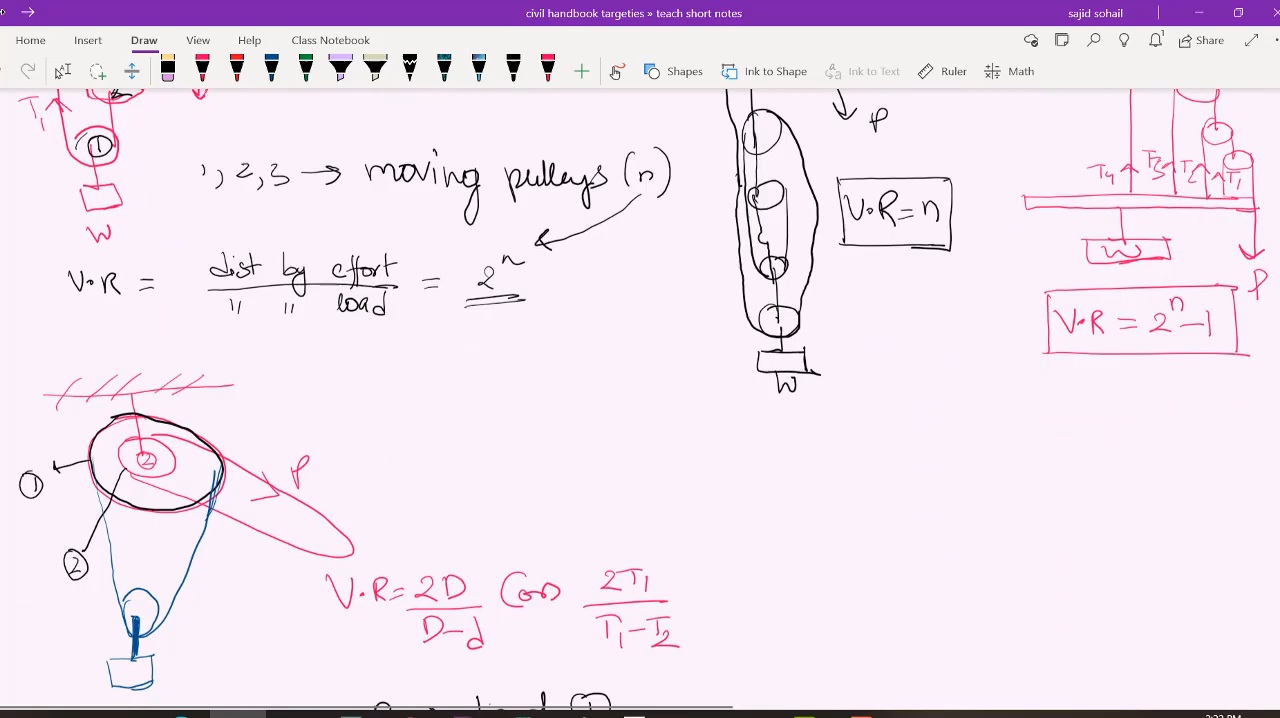 civil handbook targeties » teach short notes
sajid sohail
Home Insert Draw View Help Class Notebook
Share
Shapes Ink to Shape Ink to Text Ruler Math
T1
1
W
1, 2, 3 → moving pulleys (n)
V.R = dist by effort / " " load = 2^n
P
V.R = n
W
T4 T3 T2 T1
W
P
V.R = 2^n - 1
2
P
1
2
V.R = 2D / D-d (or) 2T1 / T1 - T2